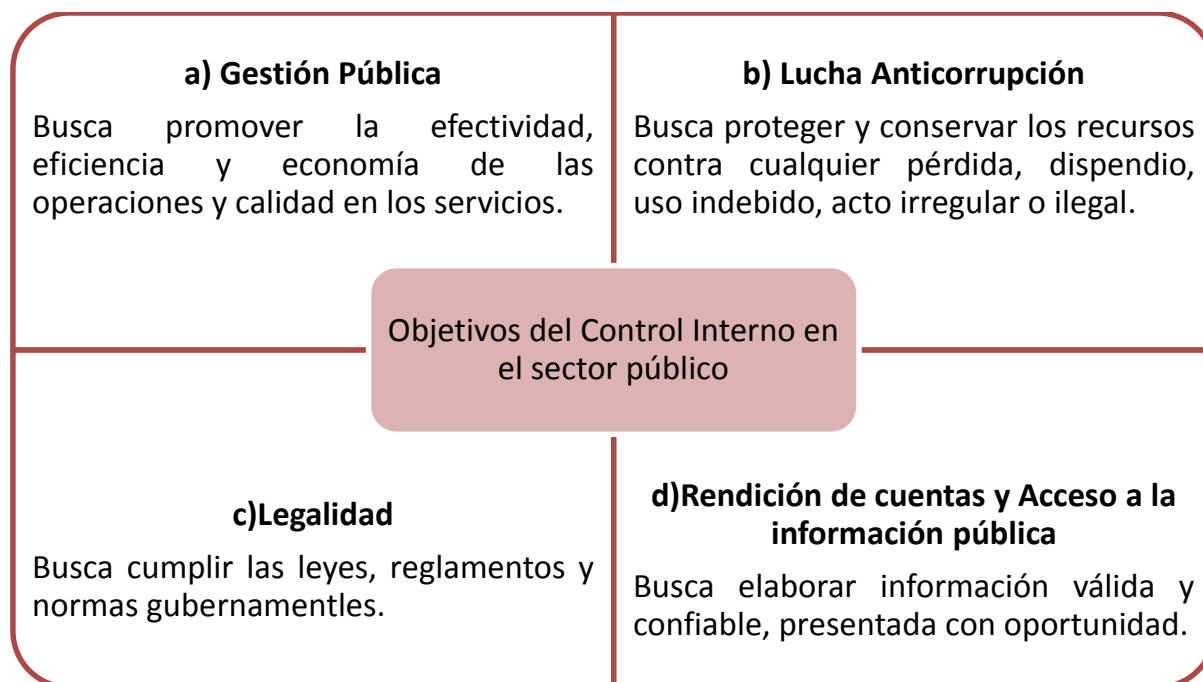 a) Gestión Pública
Busca promover la efectividad,
eficiencia y economía de las
operaciones y calidad en los servicios.
b) Lucha Anticorrupción
Busca proteger y conservar los recursos
contra cualquier pérdida, dispendio,
uso indebido, acto irregular o ilegal.
Objetivos del Control Interno en
el sector público
c)Legalidad
Busca cumplir las leyes, reglamentos y
normas gubernamentles.
d)Rendición de cuentas y Acceso a la
información pública
Busca elaborar información válida y
confiable, presentada con oportunidad.